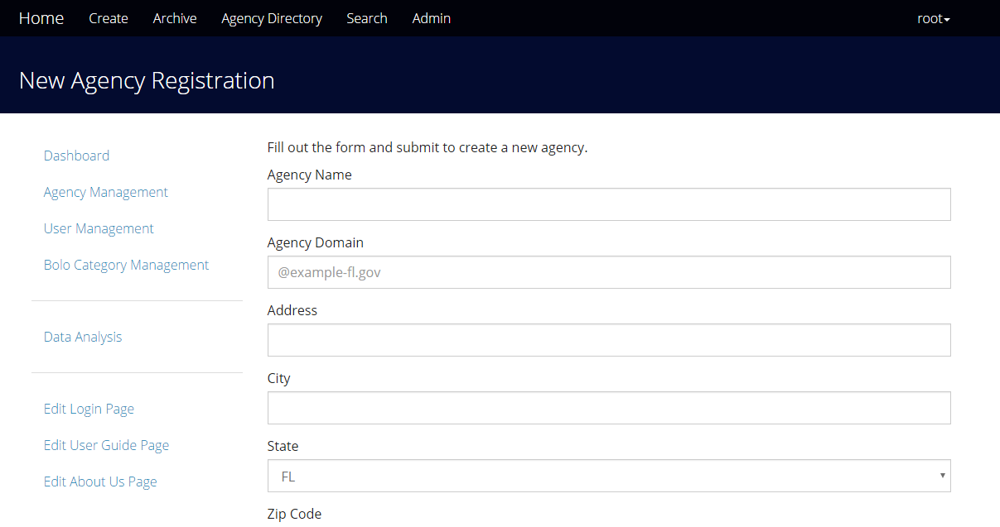 Home Create Archive Agency Directory Search Admin root
New Agency Registration
Dashboard
Agency Management
User Management
Bolo Category Management
Data Analysis
Edit Login Page
Edit User Guide Page
Edit About Us Page
Fill out the form and submit to create a new agency.
Agency Name
Agency Domain
@example-fl.gov
Address
City
State
FL
Zip Code